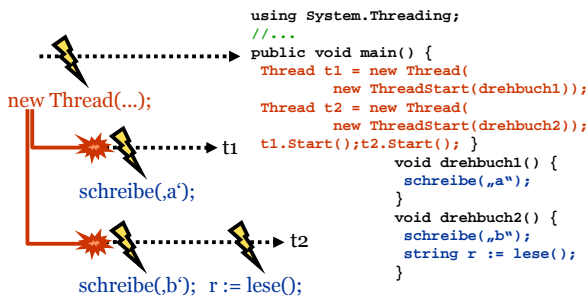 using System.Threading;
//...
public void main() {
Thread t1 = new Thread(
new ThreadStart(drehbuch1));
Thread t2 = new Thread(
new ThreadStart(drehbuch2));
t1.Start();t2.Start(); }
void drehbuch1() {
schreibe(„a“);
}
void drehbuch2() {
schreibe(„b“);
string r := lese();
}
new Thread(...);
t1
schreibe(‚a‘);
t2
schreibe(‚b‘); r := lese();